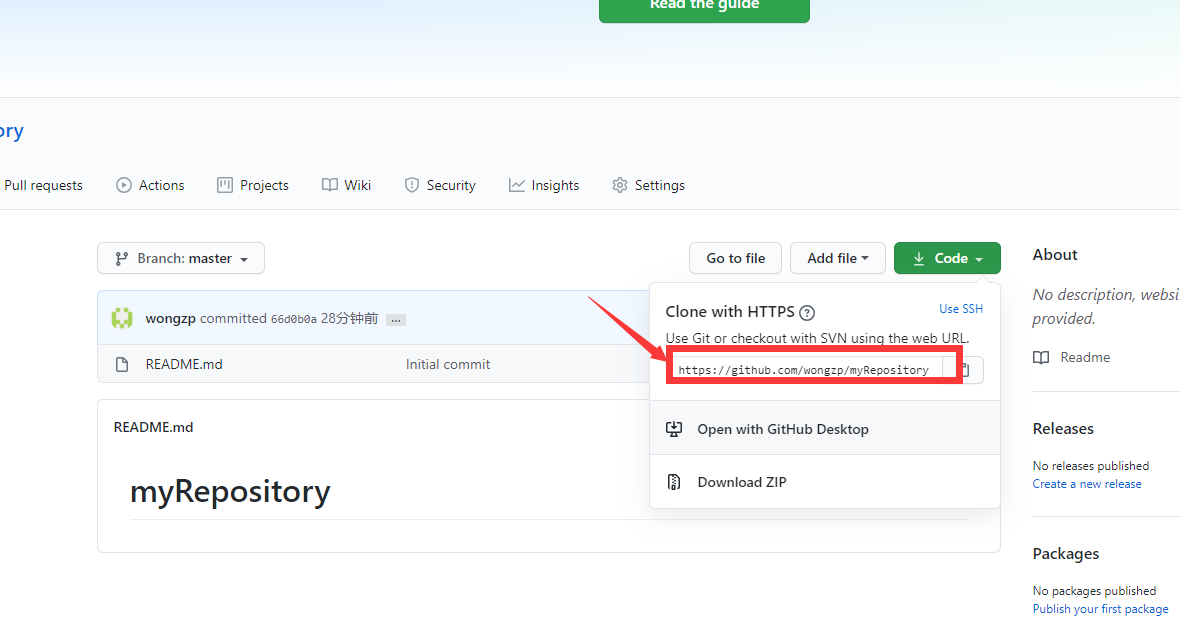 Read the guide
ory
Pull requests
Actions
Projects
Wiki
Security
Insights
Settings
Branch: master
Go to file
Add file
Code
About
No description, websi
provided.
Readme
wongzp committed 66d0b0a 28分钟前 ...
README.md Initial commit
Clone with HTTPS ?
Use SSH
Use Git or checkout with SVN using the web URL.
https://github.com/wongzp/myRepository
Open with GitHub Desktop
Download ZIP
README.md
myRepository
Releases
No releases published
Create a new release
Packages
No packages published
Publish your first package